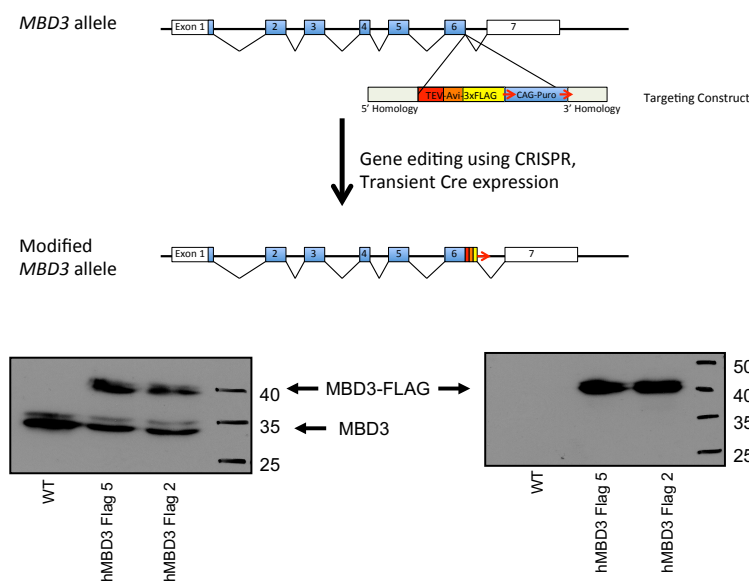 MBD3 allele
Exon 1 2 3 4 5 6 7
TEV-Avi-3xFLAG CAG-Puro
5' Homology 3' Homology
Targeting Construct
Gene editing using CRISPR,
Transient Cre expression
Modified
MBD3 allele
Exon 1 2 3 4 5 6 7
40
35
25
MBD3-FLAG
MBD3
50
40
35
25
WT
hMBD3 Flag 5
hMBD3 Flag 2
WT
hMBD3 Flag 5
hMBD3 Flag 2